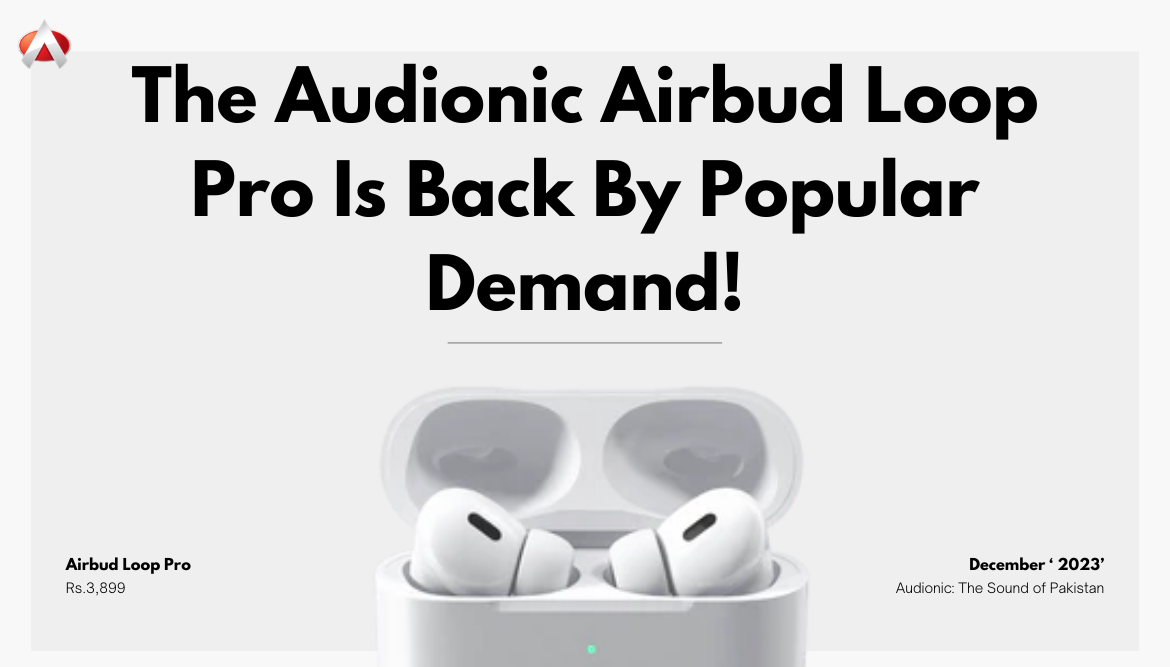 The Audionic Airbud Loop
Pro Is Back By Popular
Demand!
Airbud Loop Pro
Rs.3,899
December ‘ 2023’
Audionic: The Sound of Pakistan